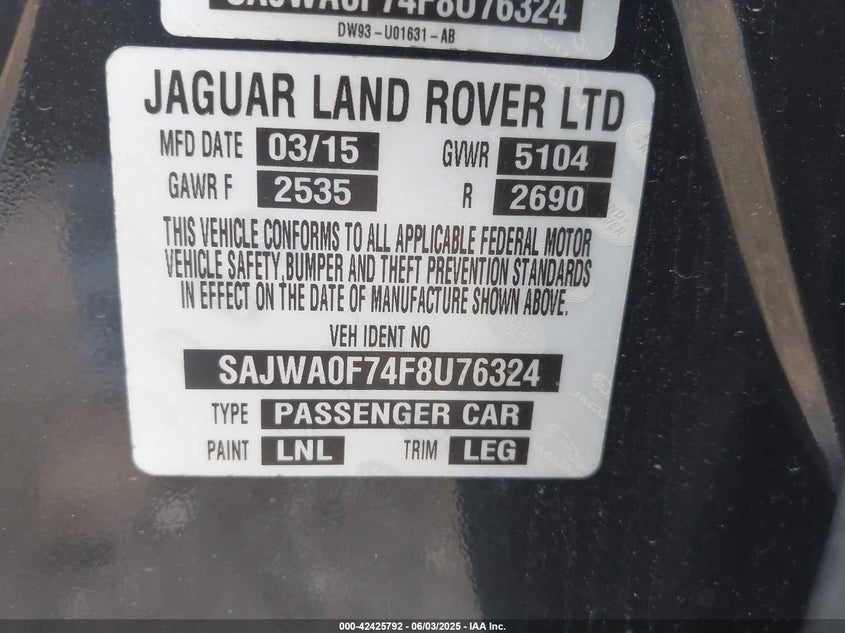 SAJWA0F74F8U76324
DW93-U01631-AB
JAGUAR LAND ROVER LTD
MFD DATE 03/15 GVWR 5104
GAWR F 2535 R 2690
THIS VEHICLE CONFORMS TO ALL APPLICABLE FEDERAL MOTOR
VEHICLE SAFETY,BUMPER AND THEFT PREVENTION STANDARDS
IN EFFECT ON THE DATE OF MANUFACTURE SHOWN ABOVE.
VEH IDENT NO
SAJWA0F74F8U76324
TYPE PASSENGER CAR
PAINT LNL TRIM LEG
000-42425792 - 06/03/2025 - IAA Inc.